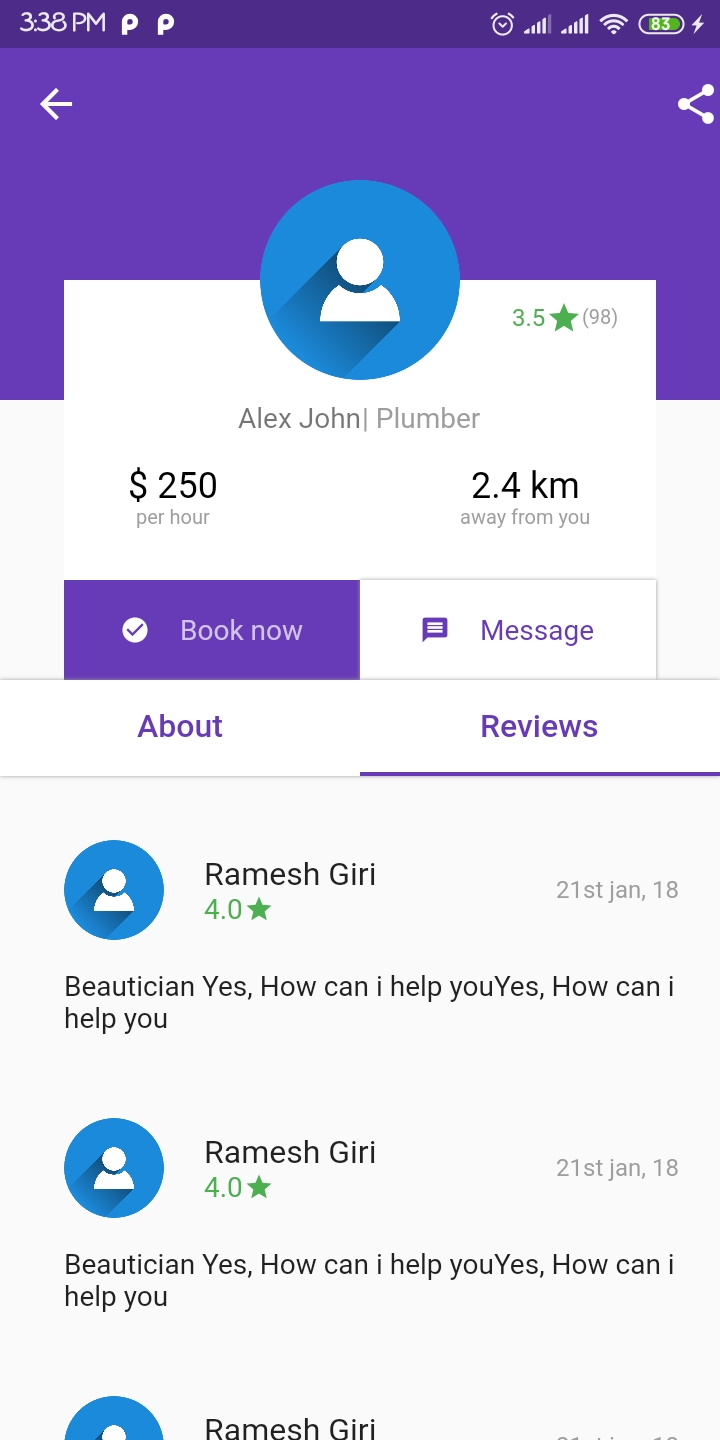 3:38 PM
83
3.5 (98)
Alex John| Plumber
$ 250
per hour
2.4 km
away from you
Book now
Message
About
Reviews
Ramesh Giri
4.0
21st jan, 18
Beautician Yes, How can i help youYes, How can i
help you
Ramesh Giri
4.0
21st jan, 18
Beautician Yes, How can i help youYes, How can i
help you
Ramesh Giri